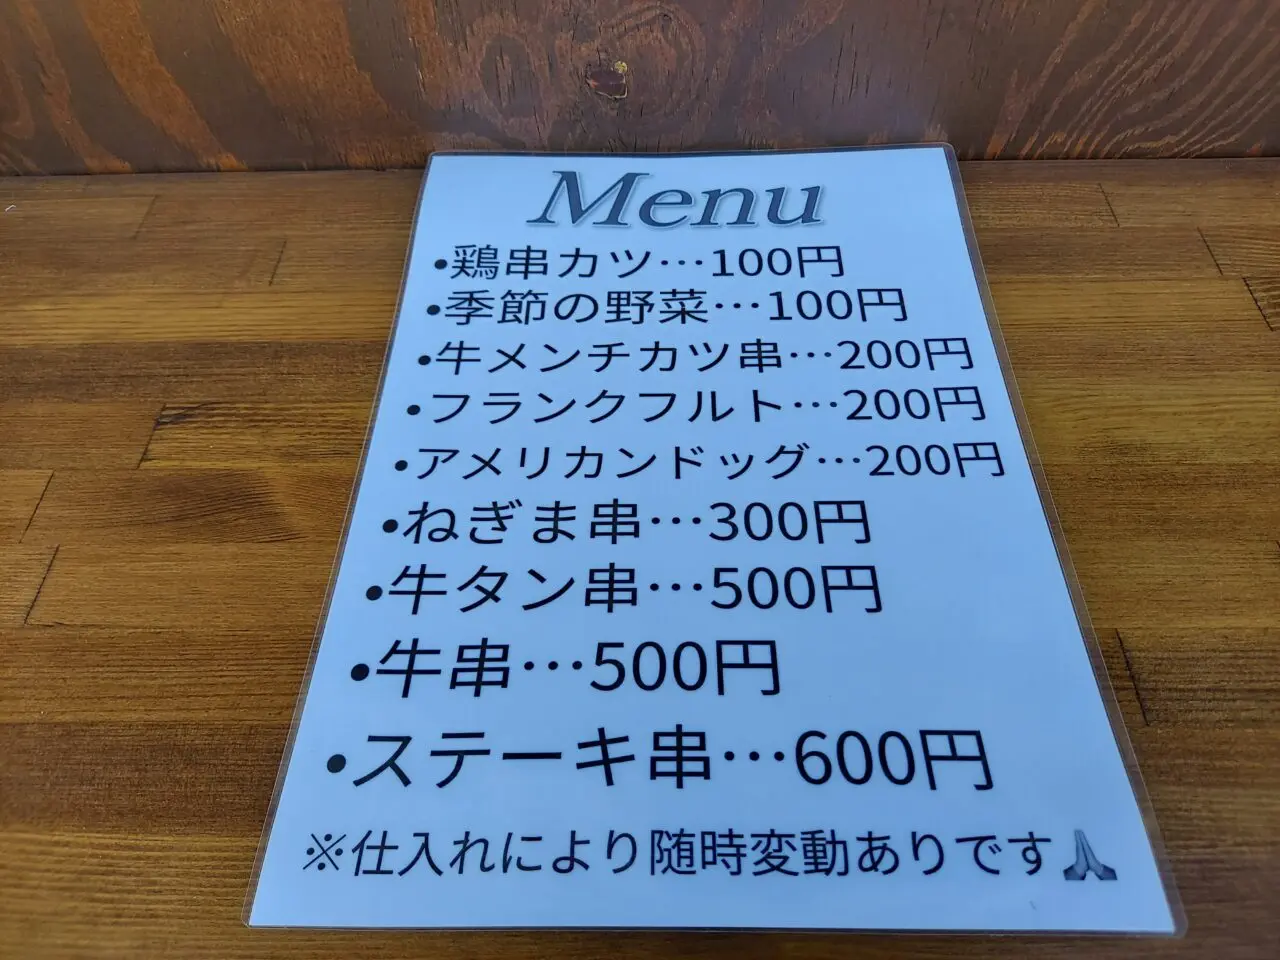 Menu
•鶏串カツ…100円
•季節の野菜…100円
•牛メンチカツ串…200円
•フランクフルト…200円
•アメリカンドッグ…200円
•ねぎま串…300円
•牛タン串…500円
•牛串…500円
•ステーキ串…600円
※仕入れにより随時変動ありです🙏